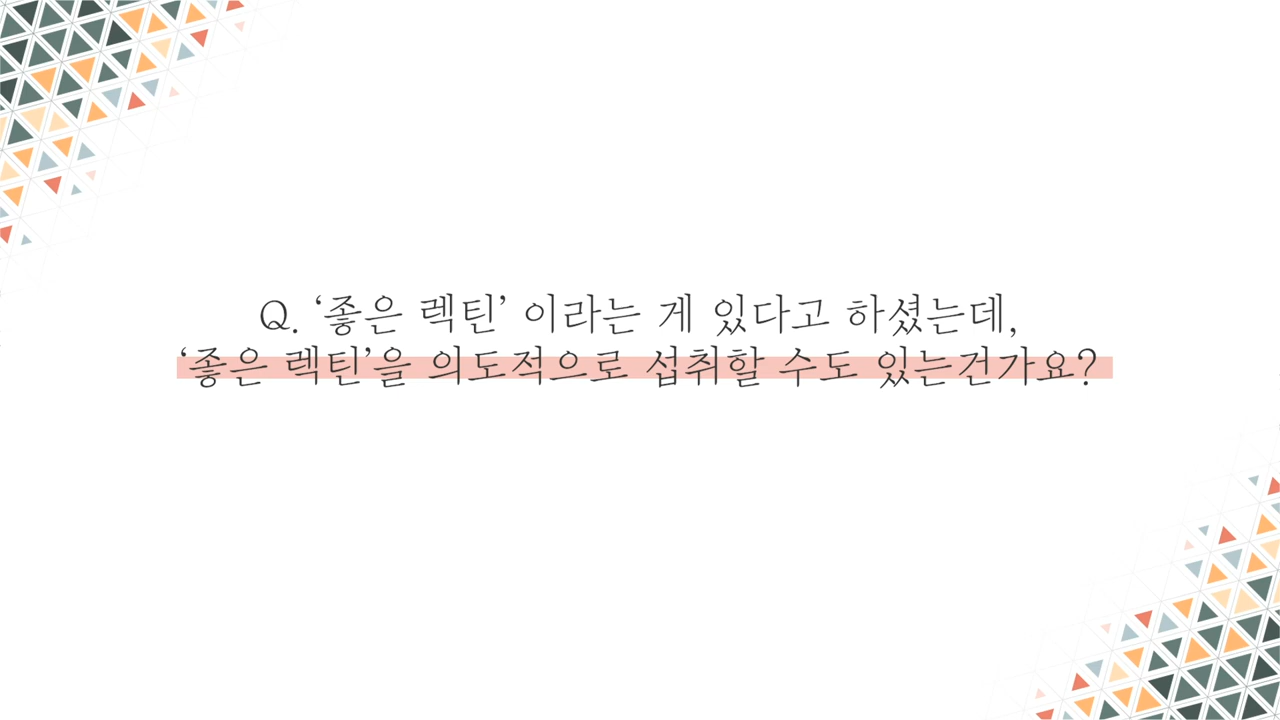 Q. ‘좋은 렉틴’ 이라는 게 있다고 하셨는데,
‘좋은 렉틴’을 의도적으로 섭취할 수도 있는건가요?